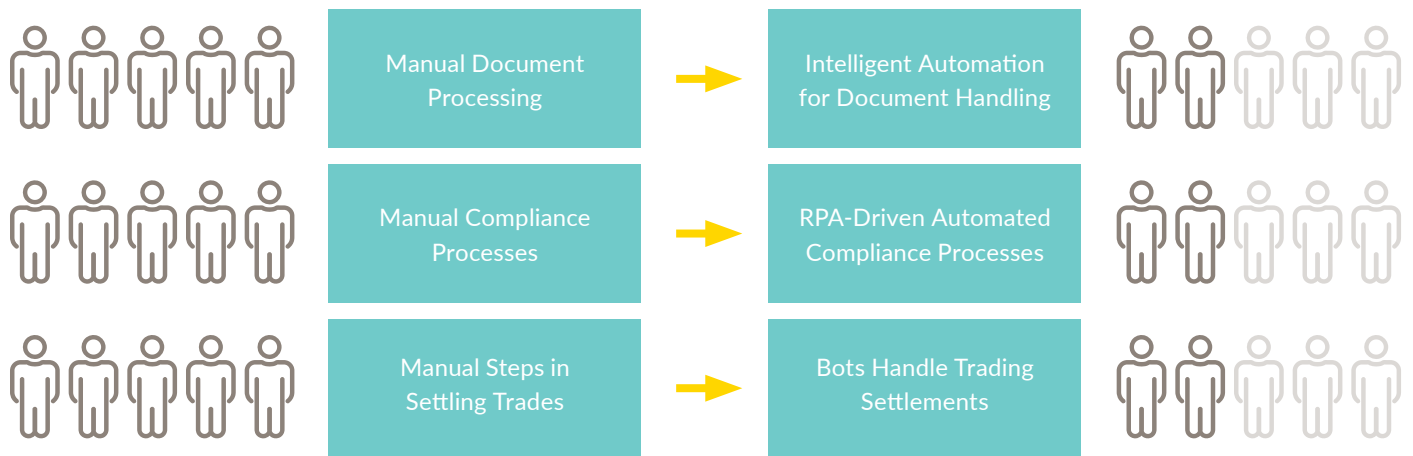 Manual Document
Processing
Intelligent Automation
for Document Handling
Manual Compliance
Processes
RPA-Driven Automated
Compliance Processes
Manual Steps in
Settling Trades
Bots Handle Trading
Settlements